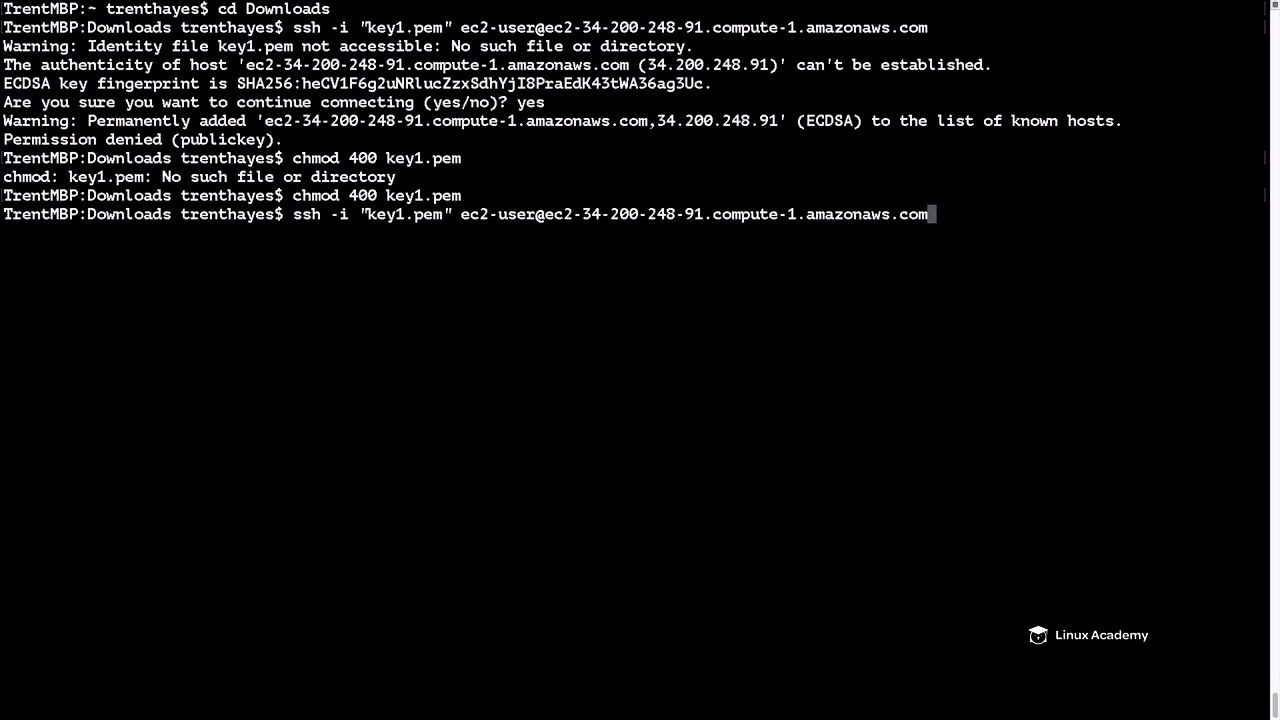 TrentMBP:~ trenthayes$ cd Downloads
TrentMBP:Downloads trenthayes$ ssh -i "key1.pem" ec2-user@ec2-34-200-248-91.compute-1.amazonaws.com
Warning: Identity file key1.pem not accessible: No such file or directory.
The authenticity of host 'ec2-34-200-248-91.compute-1.amazonaws.com (34.200.248.91)' can't be established.
ECDSA key fingerprint is SHA256:heCV1F6g2uNRlucZzxSdhYjI8PraEdK43tWA36ag3Uc.
Are you sure you want to continue connecting (yes/no)? yes
Warning: Permanently added 'ec2-34-200-248-91.compute-1.amazonaws.com,34.200.248.91' (ECDSA) to the list of known hosts.
Permission denied (publickey).
TrentMBP:Downloads trenthayes$ chmod 400 key1.pem
chmod: key1.pem: No such file or directory
TrentMBP:Downloads trenthayes$ chmod 400 key1.pem
TrentMBP:Downloads trenthayes$ ssh -i "key1.pem" ec2-user@ec2-34-200-248-91.compute-1.amazonaws.com
Linux Academy